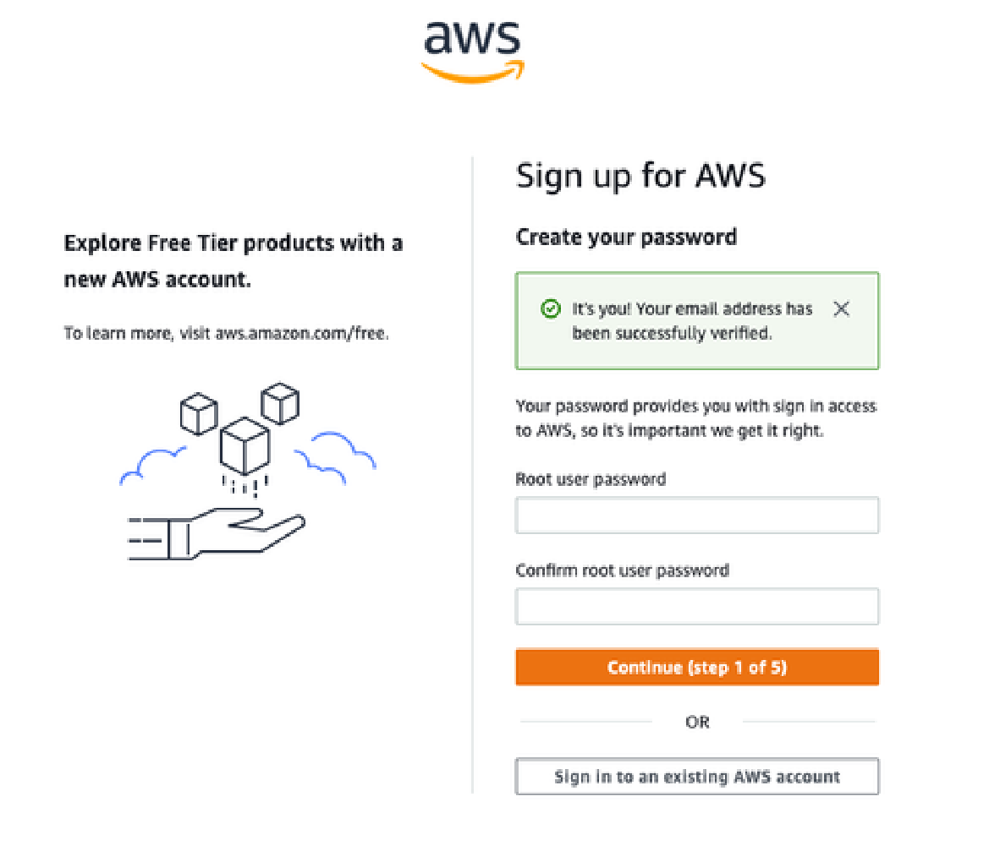 aws
Explore Free Tier products with a
new AWS account.
To learn more, visit aws.amazon.com/free.
Sign up for AWS
Create your password
It's you! Your email address has
been successfully verified.
Your password provides you with sign in access
to AWS, so it's important we get it right.
Root user password
Confirm root user password
Continue (step 1 of 5)
OR
Sign in to an existing AWS account